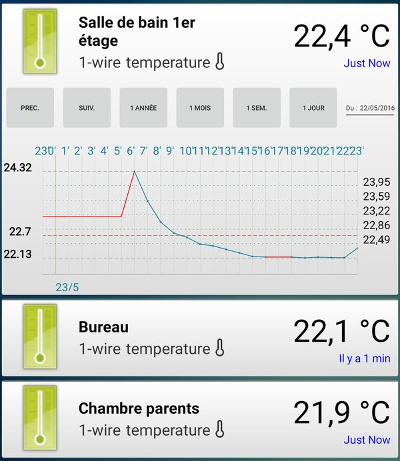 Salle de bain 1er
étage
22,4 °C
1-wire temperature
Just Now
PREC. SUIV. 1 ANNÉE 1 MOIS 1 SEM. 1 JOUR Du : 22/05/2016
230' 1' 2' 3' 4' 5' 6' 7' 8' 9' 10'11'12'13'14'15'16'17'18'19'20'21'22'23'
24.32
23,95
23,59
23,22
22,86
22.7
22,49
22.13
23/5
Bureau
22,1 °C
1-wire temperature
Il y a 1 min
Chambre parents
21,9 °C
1-wire temperature
Just Now